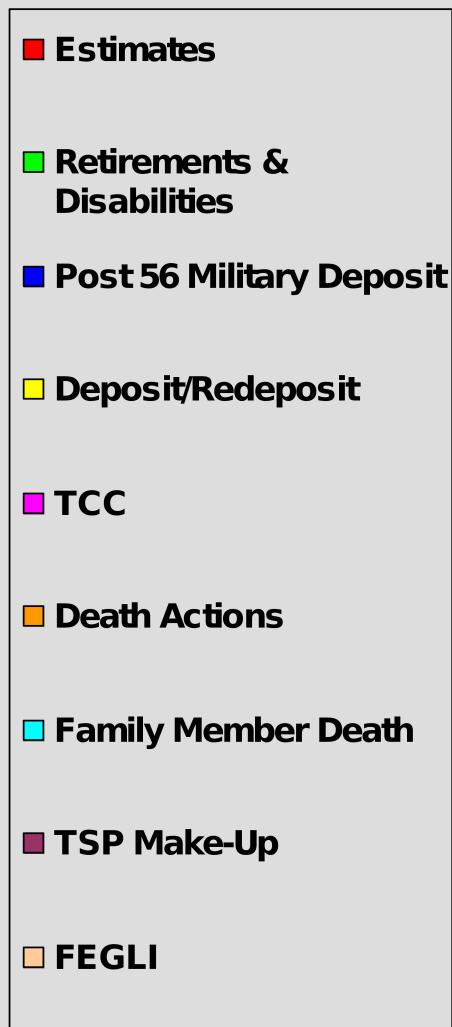 Estimates
Retirements &
Disabilities
Post 56 Military Deposit
Deposit/Redeposit
TCC
Death Actions
Family Member Death
TSP Make-Up
FEGLI